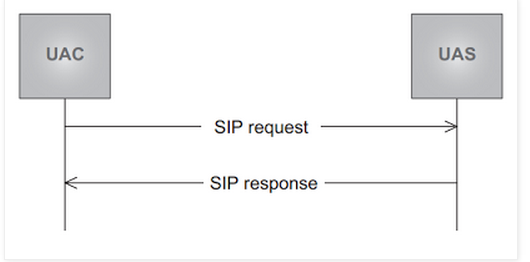 UAC
UAS
SIP request
SIP response